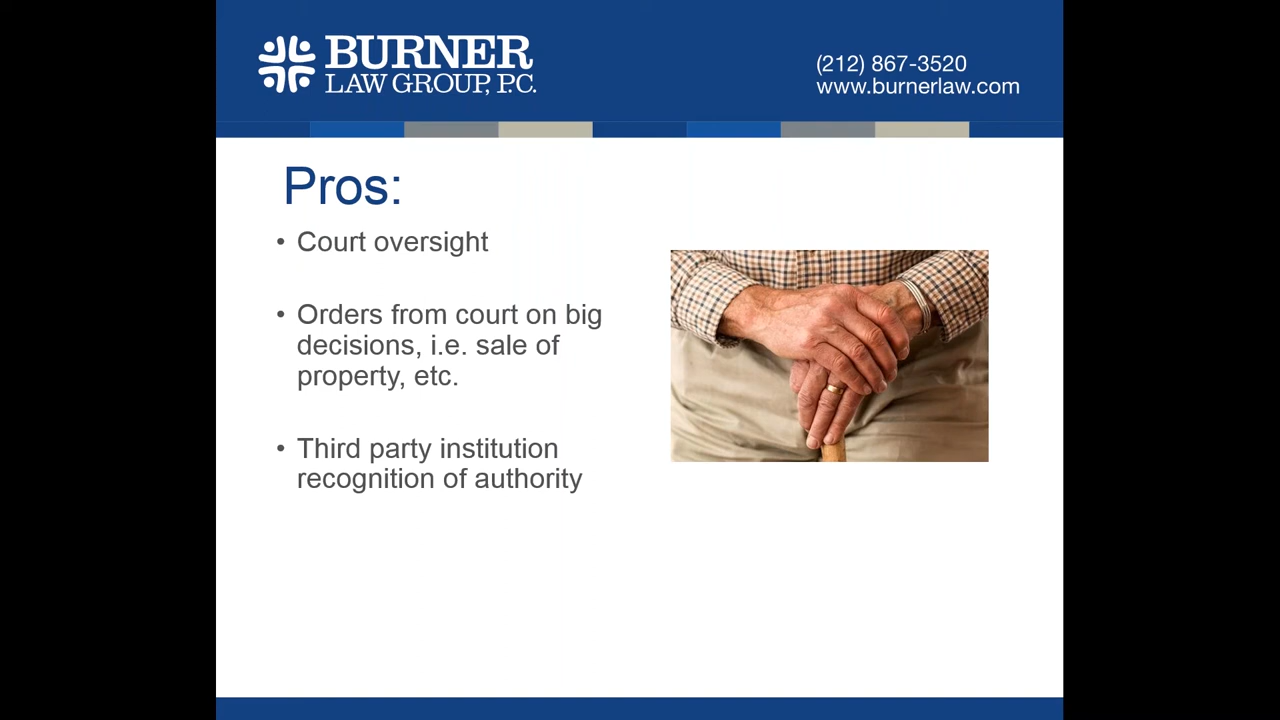 BURNER
LAW GROUP, P.C.
(212) 867-3520
www.burnerlaw.com
Pros:
• Court oversight
• Orders from court on big
decisions, i.e. sale of
property, etc.
• Third party institution
recognition of authority